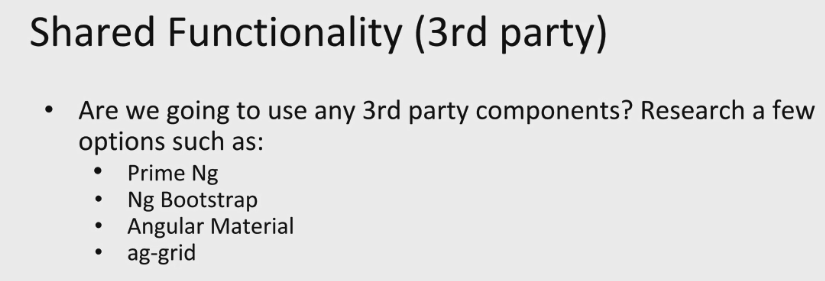 Shared Functionality (3rd party)
• Are we going to use any 3rd party components? Research a few
options such as:
• Prime Ng
• Ng Bootstrap
• Angular Material
• ag-grid